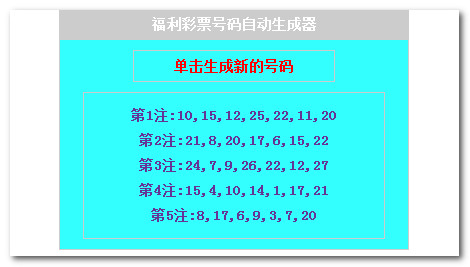 福利彩票号码自动生成器
单击生成新的号码
第1注:10,15,12,25,22,11,20
第2注:21,8,20,17,6,15,22
第3注:24,7,9,26,22,12,27
第4注:15,4,10,14,1,17,21
第5注:8,17,6,9,3,7,20